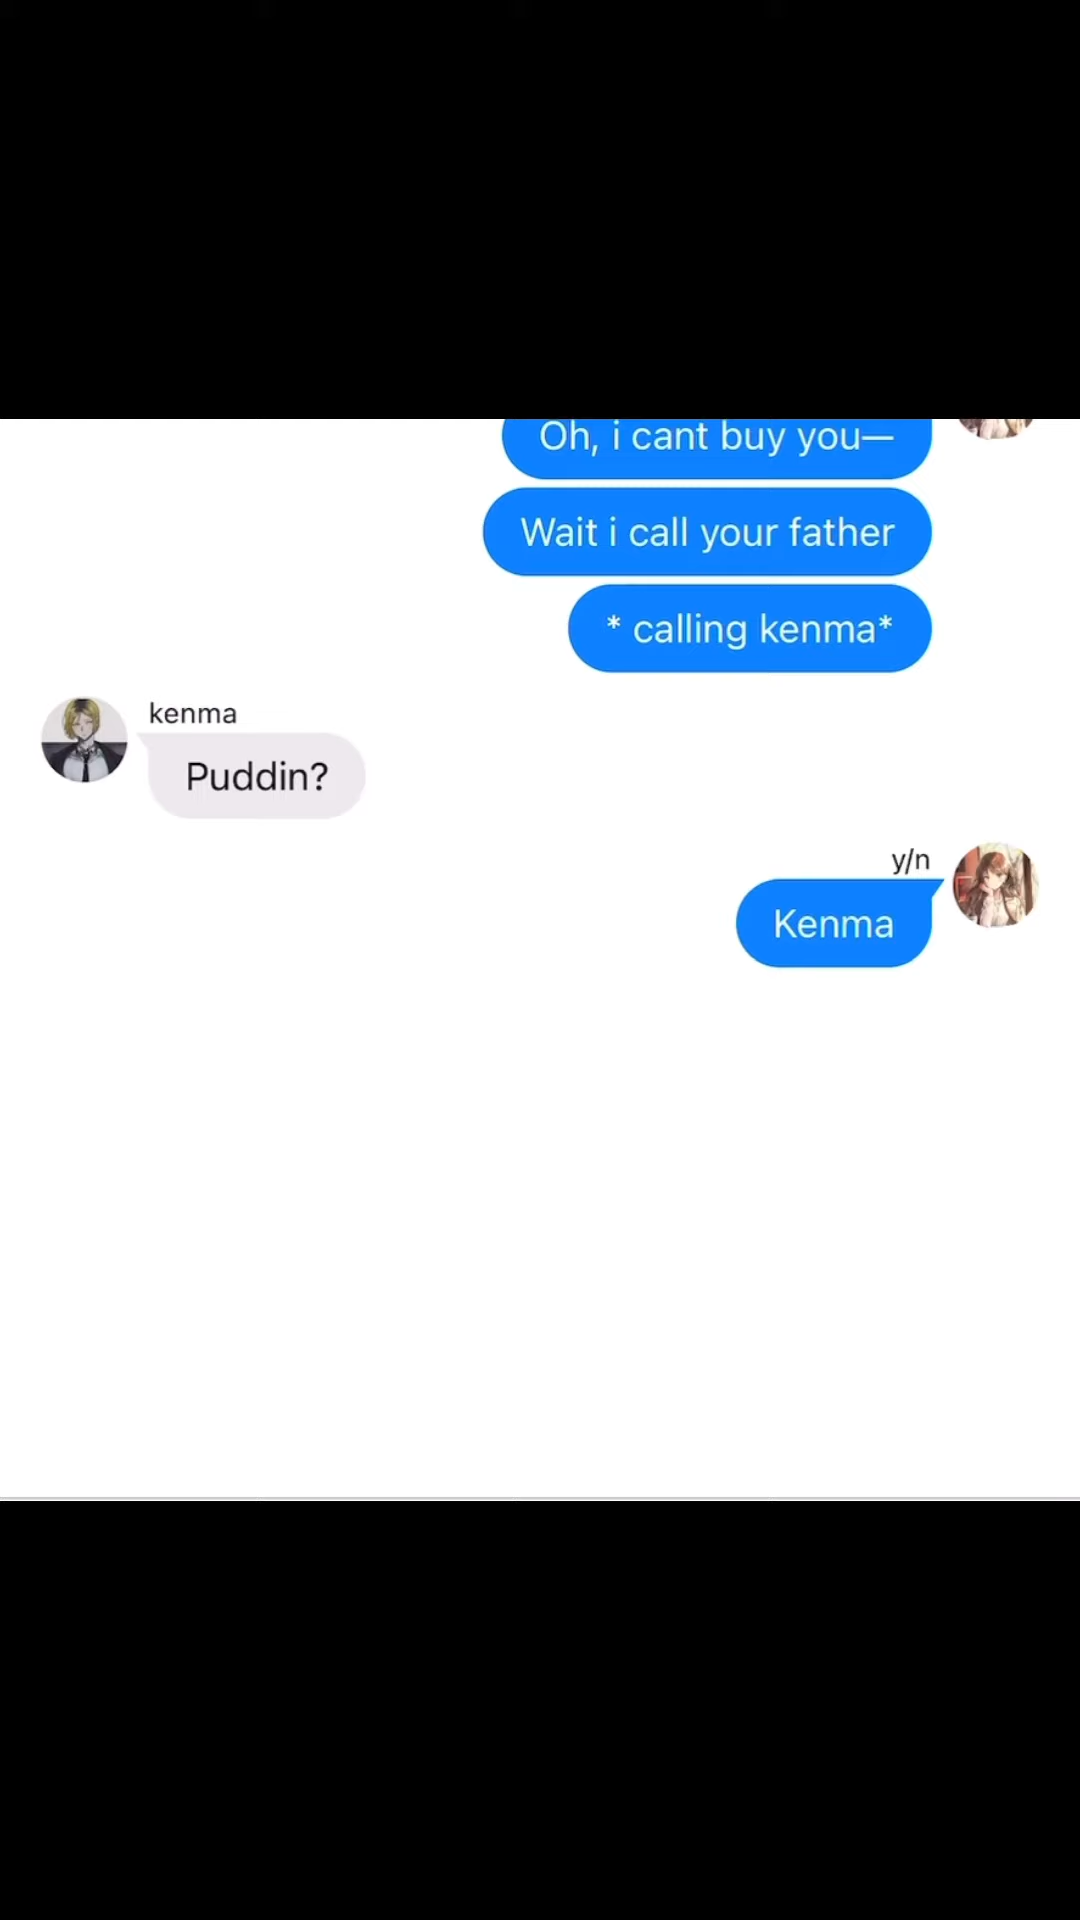 Oh, i cant buy you—
Wait i call your father
* calling kenma*
kenma
Puddin?
y/n
Kenma